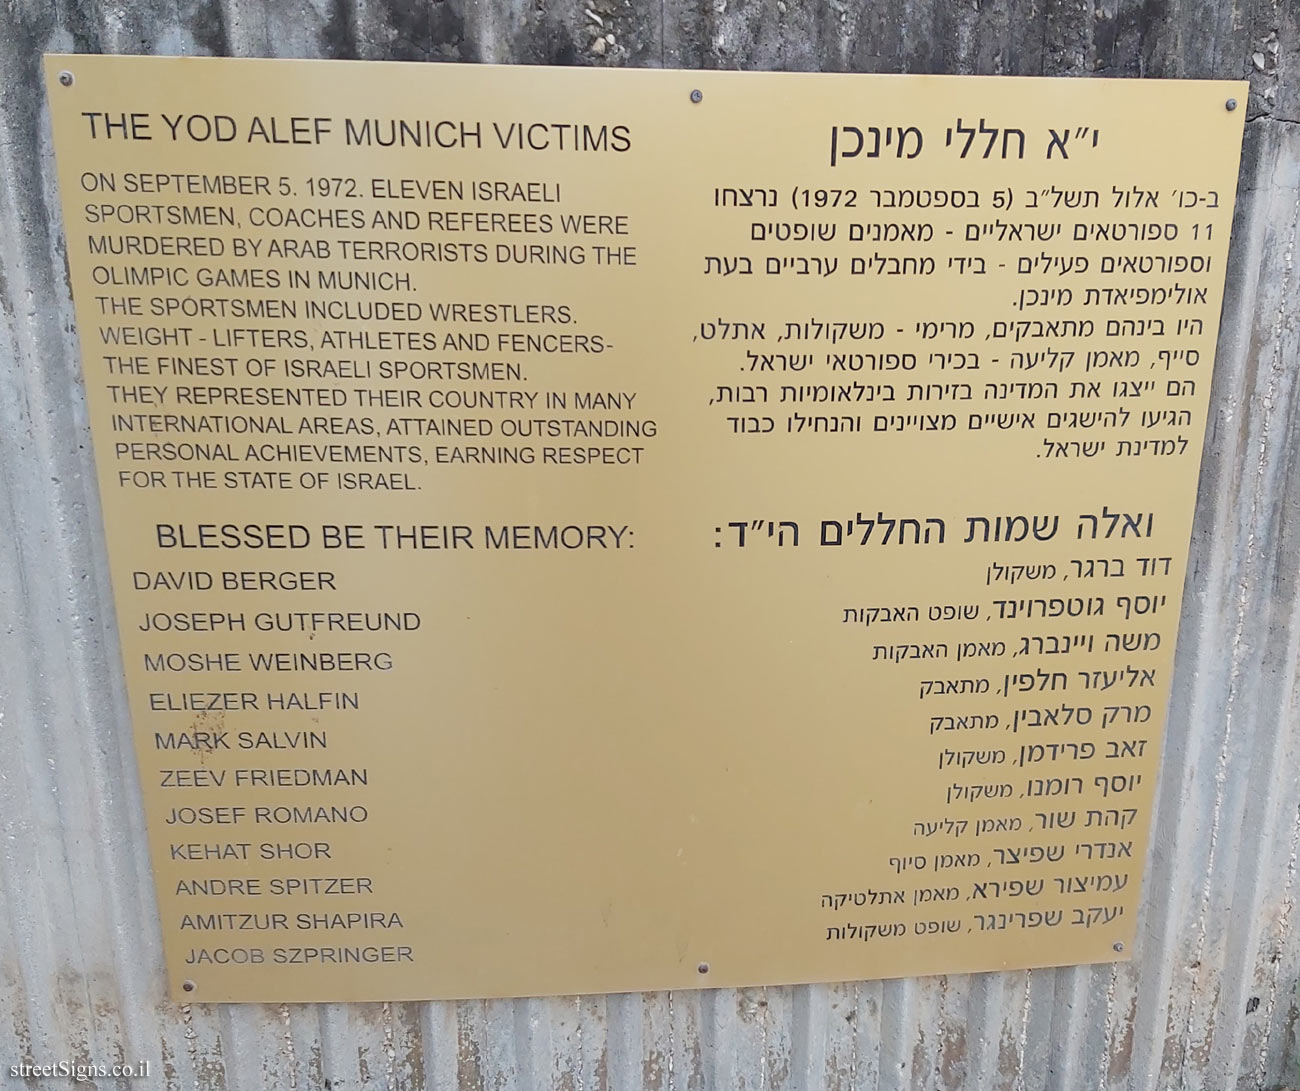 THE YOD ALEF MUNICH VICTIMS
ON SEPTEMBER 5. 1972. ELEVEN ISRAELI
SPORTSMEN, COACHES AND REFEREES WERE
MURDERED BY ARAB TERRORISTS DURING THE
OLIMPIC GAMES IN MUNICH.
THE SPORTSMEN INCLUDED WRESTLERS.
WEIGHT - LIFTERS, ATHLETES AND FENCERS-
THE FINEST OF ISRAELI SPORTSMEN.
THEY REPRESENTED THEIR COUNTRY IN MANY
INTERNATIONAL AREAS, ATTAINED OUTSTANDING
PERSONAL ACHIEVEMENTS, EARNING RESPECT
FOR THE STATE OF ISRAEL.
BLESSED BE THEIR MEMORY:
DAVID BERGER
JOSEPH GUTFREUND
MOSHE WEINBERG
ELIEZER HALFIN
MARK SALVIN
ZEEV FRIEDMAN
JOSEF ROMANO
KEHAT SHOR
ANDRE SPITZER
AMITZUR SHAPIRA
JACOB SZPRINGER
י״א חללי מינכן
ב-כו׳ אלול תשל״ב (5 בספטמבר 1972) נרצחו
11 ספורטאים ישראליים - מאמנים שופטים
וספורטאים פעילים - בידי מחבלים ערביים בעת
אולימפיאדת מינכן.
היו בינהם מתאבקים, מרימי - משקולות, אתלט,
סייף, מאמן קליעה - בכירי ספורטאי ישראל.
הם ייצגו את המדינה בזירות בינלאומיות רבות,
הגיעו להישגים אישיים מצויינים והנחילו כבוד
למדינת ישראל.
ואלה שמות החללים הי״ד:
דוד ברגר, משקולן
יוסף גוטפרוינד, שופט האבקות
משה ויינברג, מאמן האבקות
אליעזר חלפין, מתאבק
מרק סלאבין, מתאבק
זאב פרידמן, משקולן
יוסף רומנו, משקולן
קהת שור, מאמן קליעה
אנדרי שפיצר, מאמן סיוף
עמיצור שפירא, מאמן אתלטיקה
יעקב שפרינגר, שופט משקולות
streetSigns.co.il